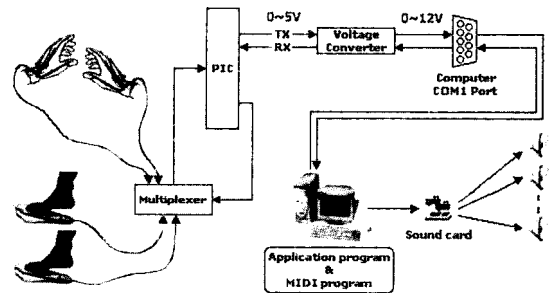 0~5V
0~12V
TX
RX
PIC
Voltage
Converter
Computer
COM1 Port
Multiplexer
Sound card
Application program
&
MIDI program